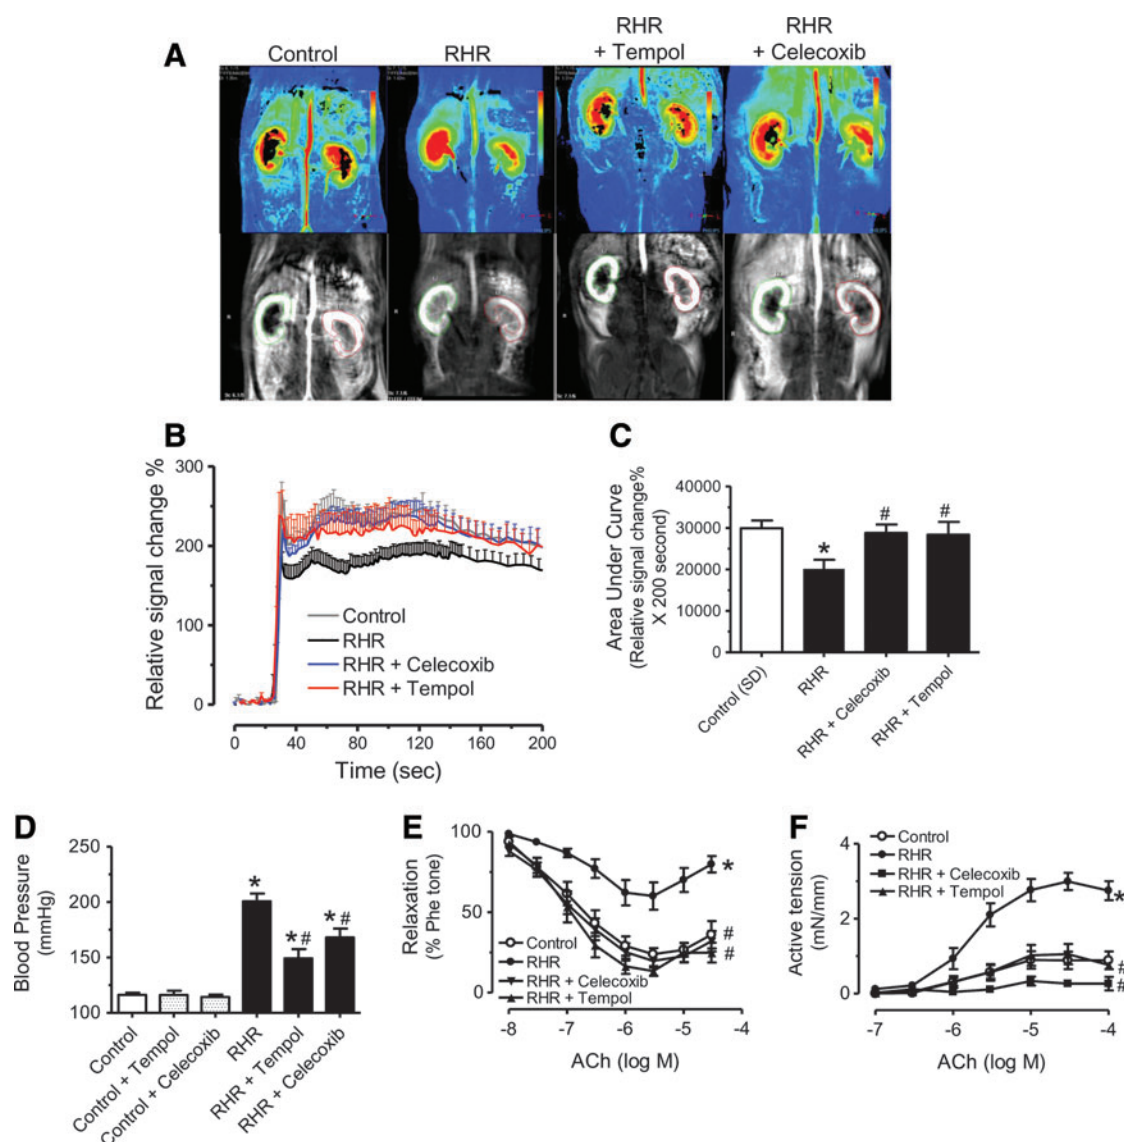 A
Control
RHR
RHR
+ Tempol
RHR
+ Celecoxib
B
Relative signal change %
300
200
100
0
Control
RHR
RHR + Celecoxib
RHR + Tempol
0 40 80 120 160 200
Time (sec)
C
Area Under Curve
(Relative signal change%
X 200 second)
40000
30000
20000
10000
0
*
#
#
Control (SD)
RHR
RHR + Celecoxib
RHR + Tempol
D
Blood Pressure
(mmHg)
250
200
150
100
*
*#
*#
Control
Control + Tempol
Control + Celecoxib
RHR
RHR + Tempol
RHR + Celecoxib
E
Relaxation
(% Phe tone)
100
50
0
*
#
#
Control
RHR
RHR + Celecoxib
RHR + Tempol
-8 -7 -6 -5 -4
ACh (log M)
F
Active tension
(mN/mm)
4
2
0
Control
RHR
RHR + Celecoxib
RHR + Tempol
*
#
#
-7 -6 -5 -4
ACh (log M)